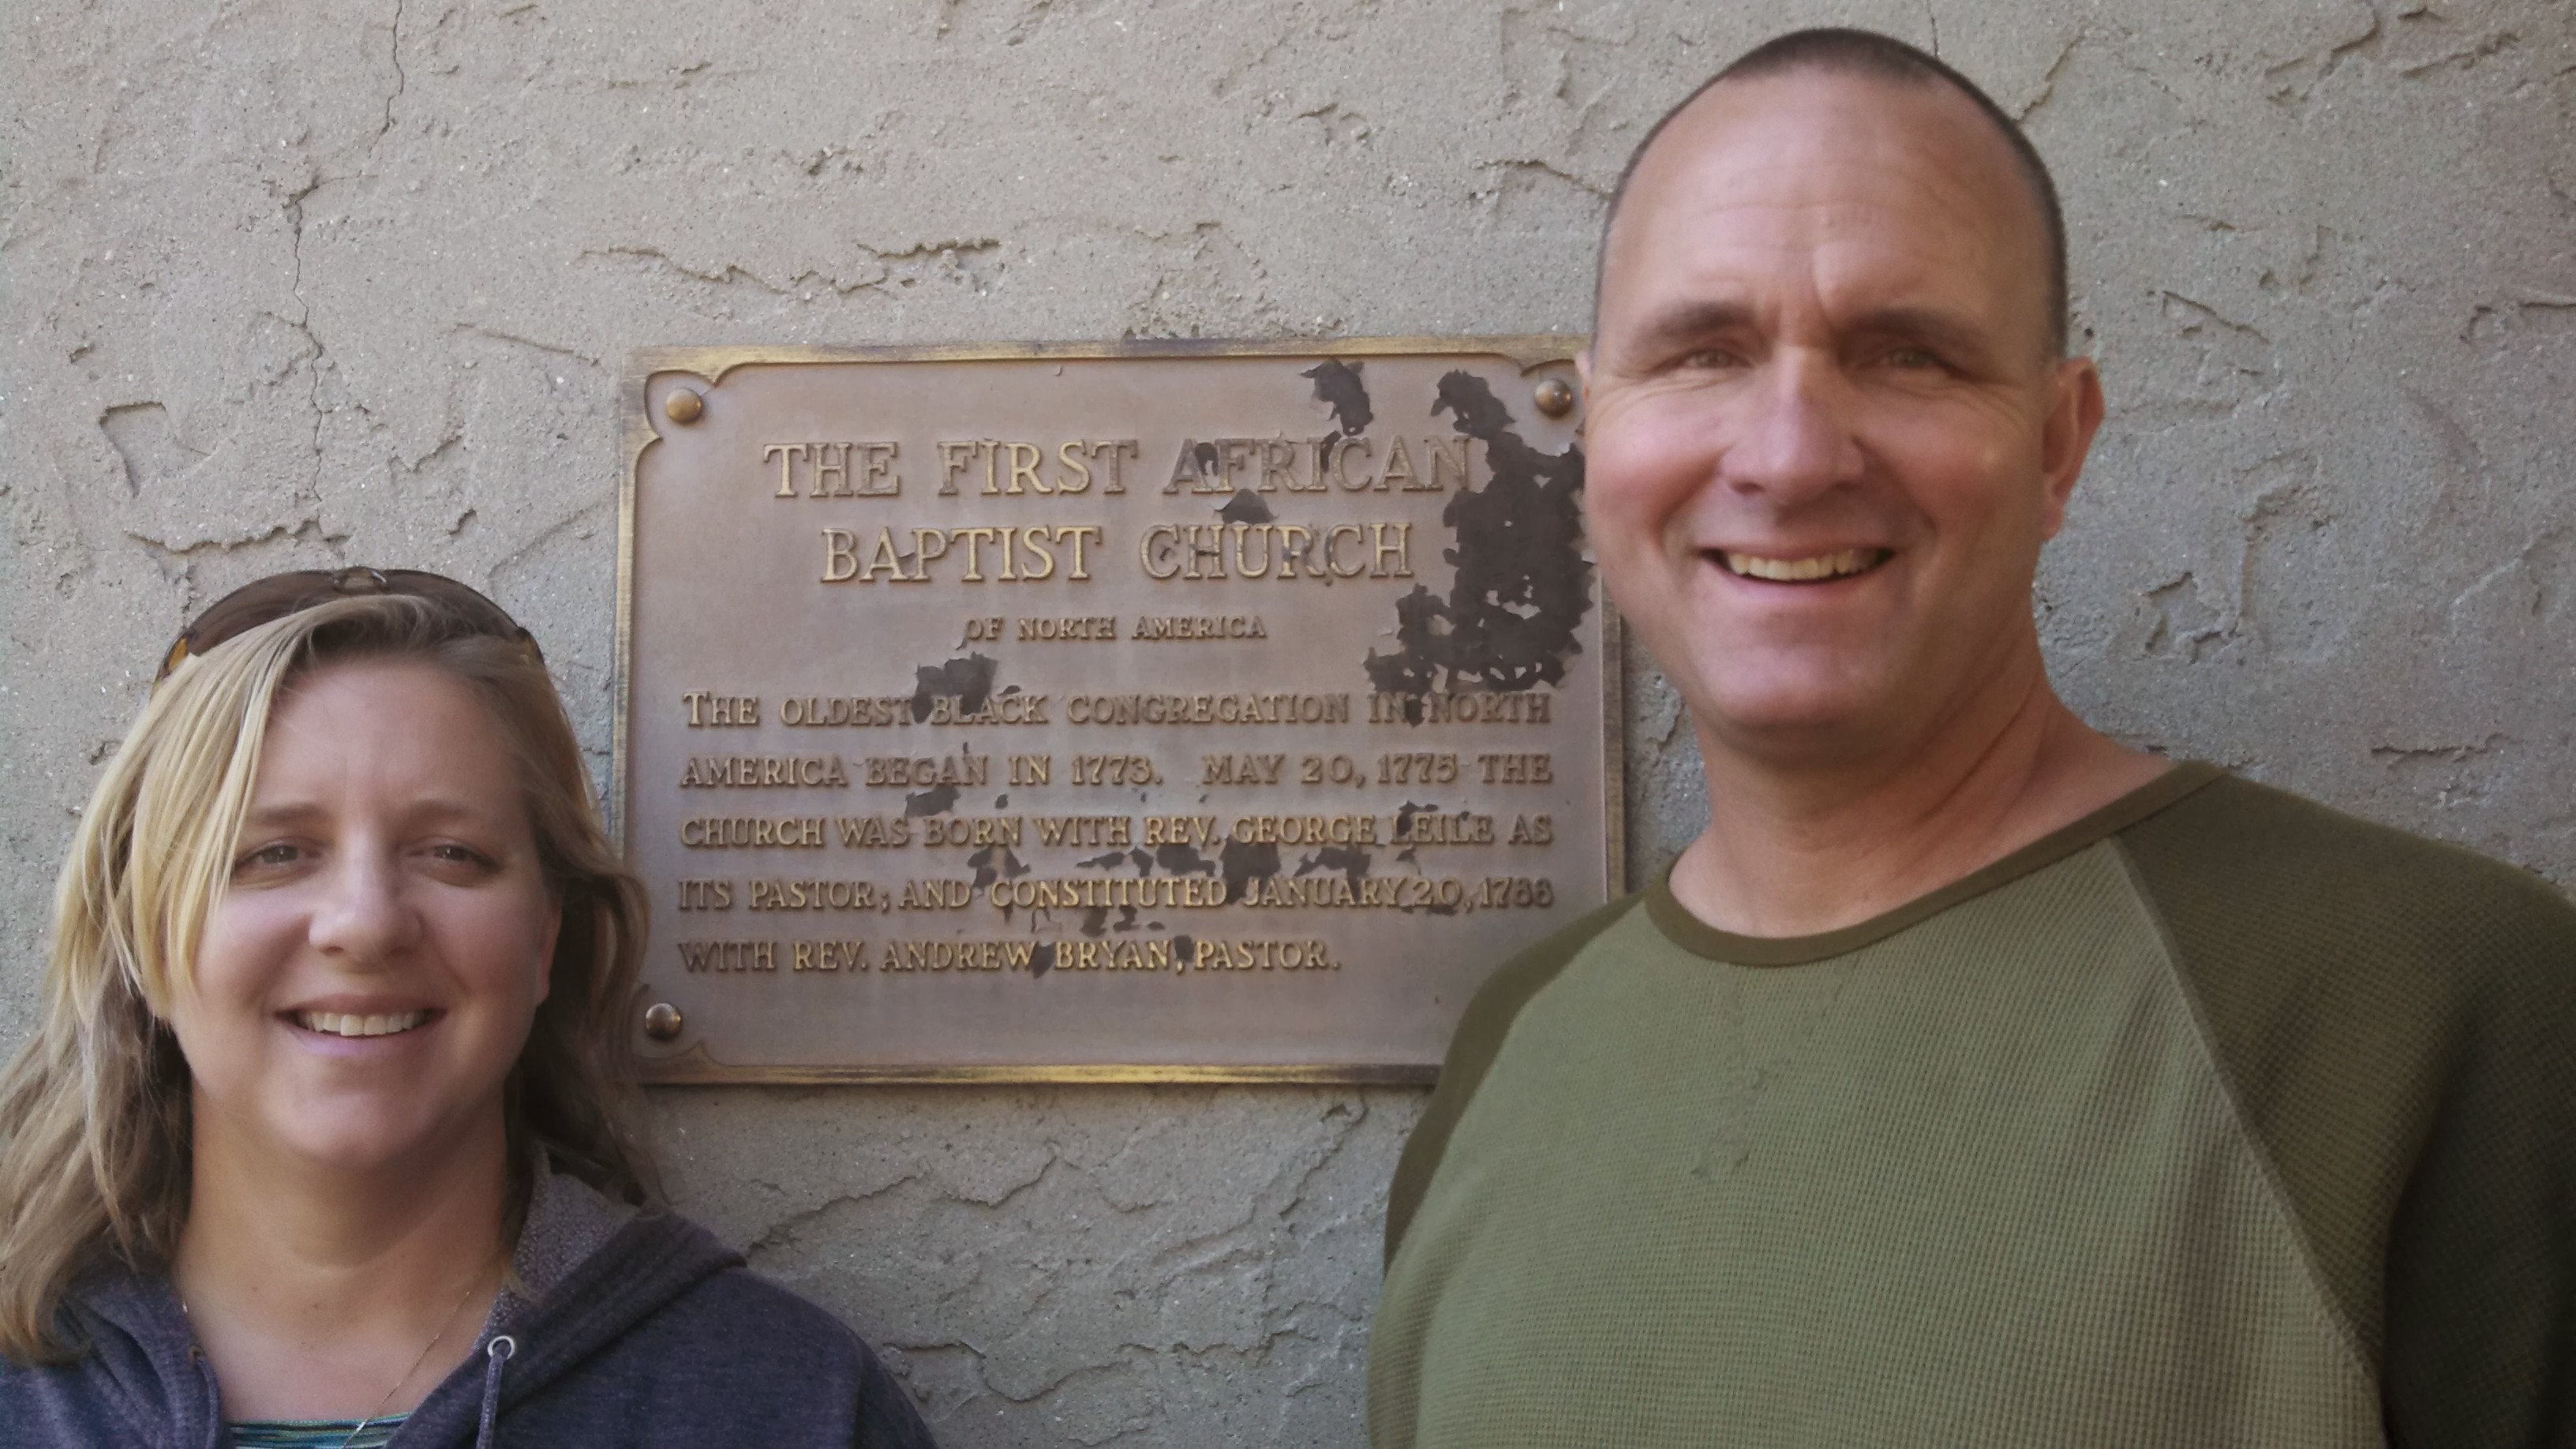 THE FIRST AFRICAN
BAPTIST CHURCH
OF NORTH AMERICA
THE OLDEST BLACK CONGREGATION IN NORTH
AMERICA BEGAN IN 1773. MAY 20, 1775 THE
CHURCH WAS BORN WITH REV. GEORGE LEILE AS
ITS PASTOR; AND CONSTITUTED JANUARY 20, 1788
WITH REV. ANDREW BRYAN, PASTOR.